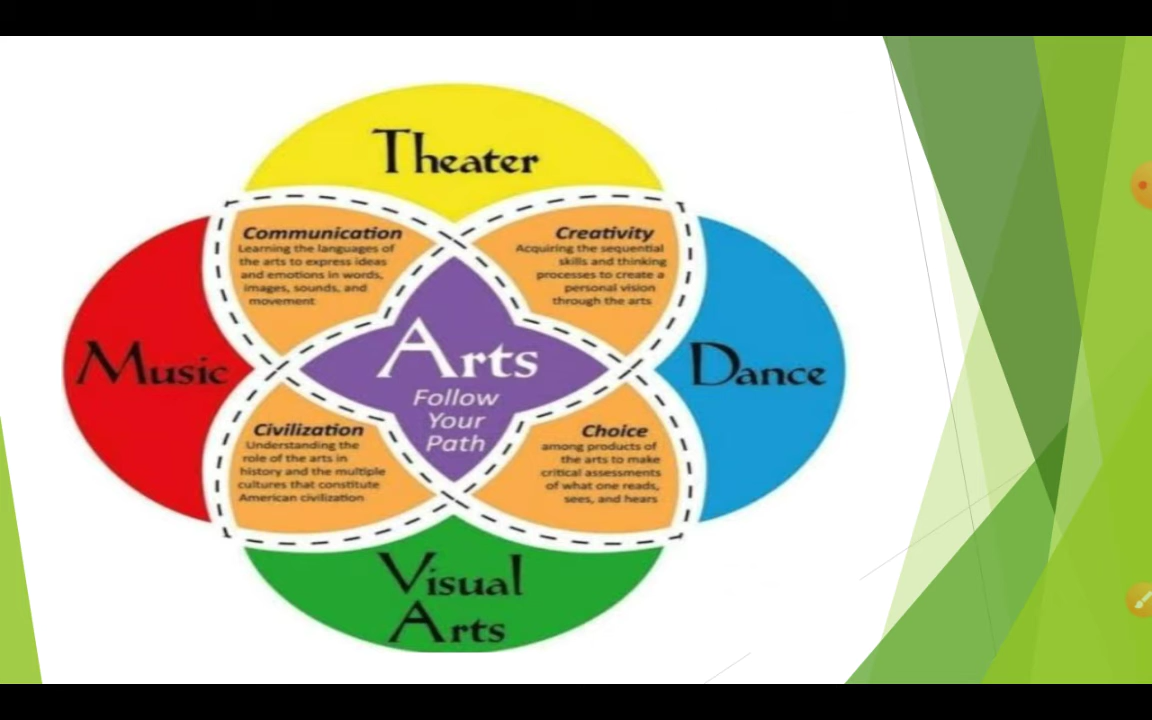 Theater
Communication
Learning the languages of
the arts to express ideas
and emotions in words,
images, sounds, and
movement
Creativity
Acquiring the sequential
skills and thinking
processes to create a
personal vision
through the arts
Music
Arts
Follow
Your
Path
Dance
Civilization
Understanding the
role of the arts in
history and the multiple
cultures that constitute
American civilization
Choice
among products of
the arts to make
critical assessments
of what one reads,
sees, and hears
Visual
Arts